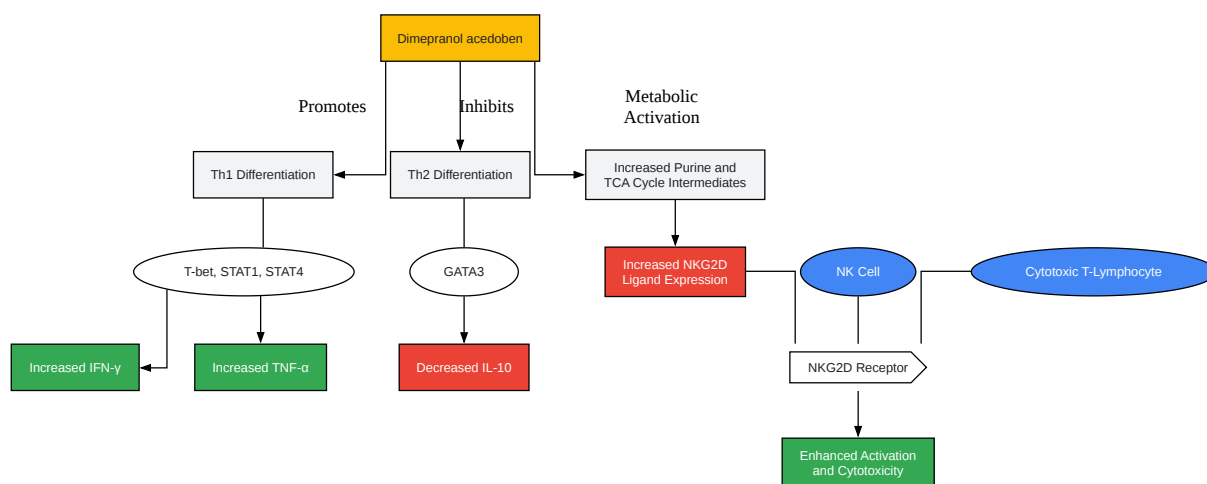 Dimepranol acedoben
Promotes
Inhibits
Metabolic
Activation
Th1 Differentiation
Th2 Differentiation
Increased Purine and
TCA Cycle Intermediates
T-bet, STAT1, STAT4
GATA3
Increased NKG2D
Ligand Expression
NK Cell
Cytotoxic T-Lymphocyte
Increased IFN-γ
Increased TNF-α
Decreased IL-10
NKG2D Receptor
Enhanced Activation
and Cytotoxicity